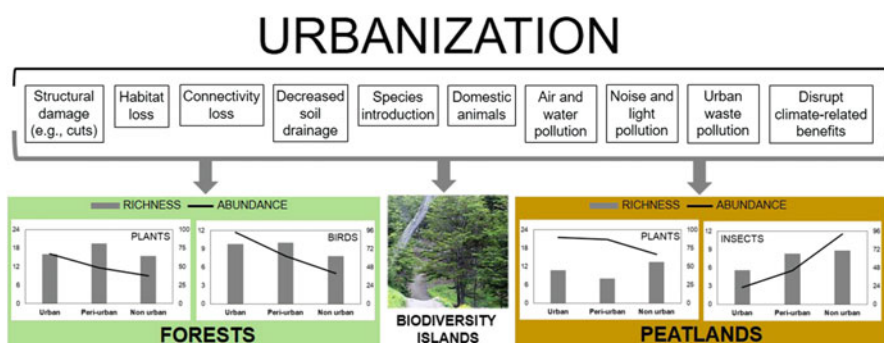 URBANIZATION
Structural
damage
(e.g., cuts)
Habitat
loss
Connectivity
loss
Decreased
soil
drainage
Species
introduction
Domestic
animals
Air and
water
pollution
Noise and
light
pollution
Urban
waste
pollution
Disrupt
climate-related
benefits
RICHNESS ABUNDANCE
PLANTS
24
18
12
6
0
100
75
50
25
0
Urban Peri-urban Non urban
BIRDS
12
9
6
3
0
96
72
48
24
0
Urban Peri-urban Non urban
FORESTS
BIODIVERSITY
ISLANDS
RICHNESS ABUNDANCE
PLANTS
24
18
12
6
0
100
75
50
25
0
Urban Peri-urban Non urban
INSECTS
12
9
6
3
0
96
72
48
24
0
Urban Peri-urban Non urban
PEATLANDS